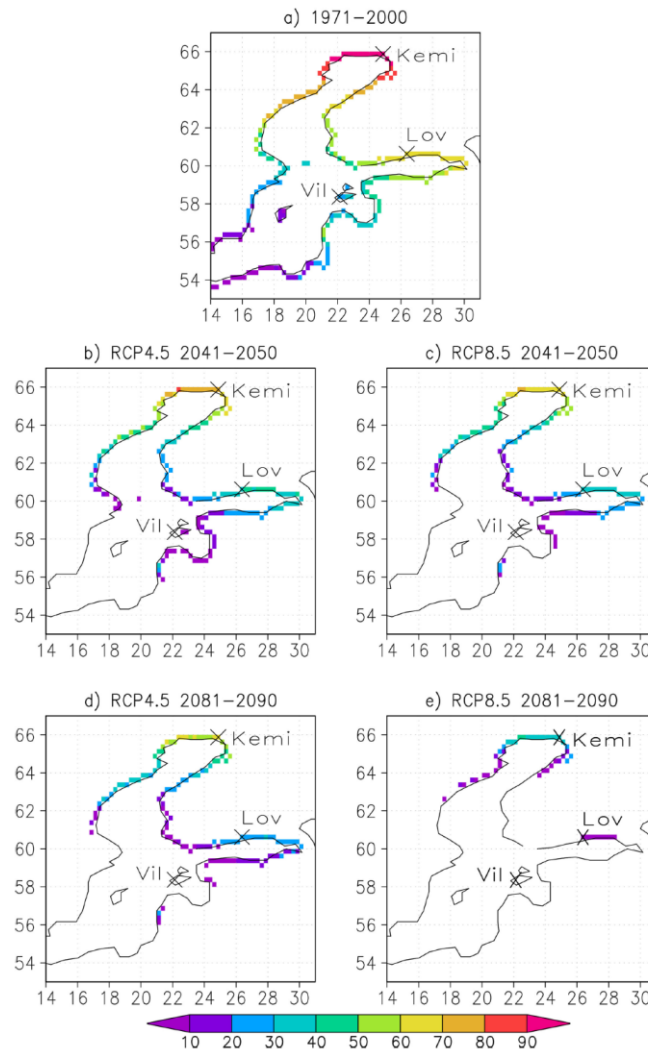 a) 1971-2000
66
64
62
60
58
56
54
Kemi
Lov
Vil
14 16 18 20 22 24 26 28 30
b) RCP4.5 2041-2050
66
64
62
60
58
56
54
Kemi
Lov
Vil
14 16 18 20 22 24 26 28 30
c) RCP8.5 2041-2050
66
64
62
60
58
56
54
Kemi
Lov
Vil
14 16 18 20 22 24 26 28 30
d) RCP4.5 2081-2090
66
64
62
60
58
56
54
Kemi
Lov
Vil
14 16 18 20 22 24 26 28 30
e) RCP8.5 2081-2090
66
64
62
60
58
56
54
Kemi
Lov
Vil
14 16 18 20 22 24 26 28 30
10 20 30 40 50 60 70 80 90